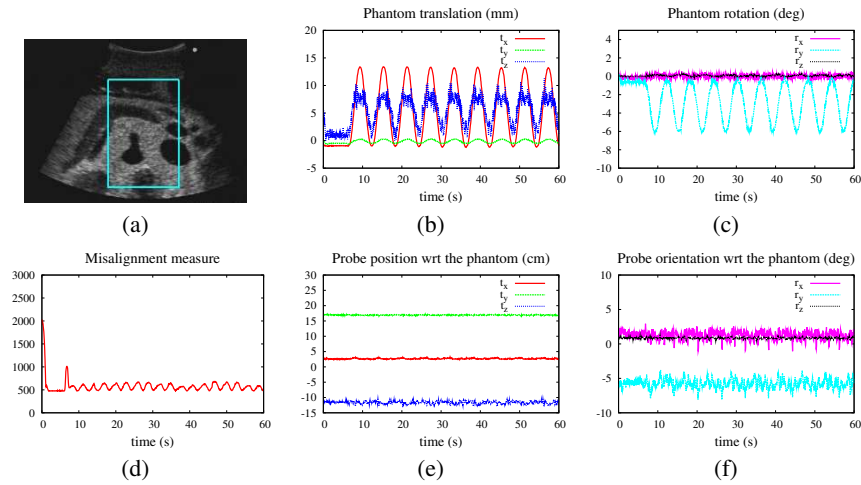 (a)
Phantom translation (mm)
20
15
10
5
0
-5
0 10 20 30 40 50 60
t_x
t_y
t_z
time (s)
(b)
Phantom rotation (deg)
4
2
0
-2
-4
-6
-8
-10
0 10 20 30 40 50 60
r_x
r_y
r_z
time (s)
(c)
Misalignment measure
3000
2500
2000
1500
1000
500
0
0 10 20 30 40 50 60
time (s)
(d)
Probe position wrt the phantom (cm)
30
25
20
15
10
5
0
-5
-10
-15
0 10 20 30 40 50 60
t_x
t_y
t_z
time (s)
(e)
Probe orientation wrt the phantom (deg)
10
5
0
-5
-10
0 10 20 30 40 50 60
r_x
r_y
r_z
time (s)
(f)